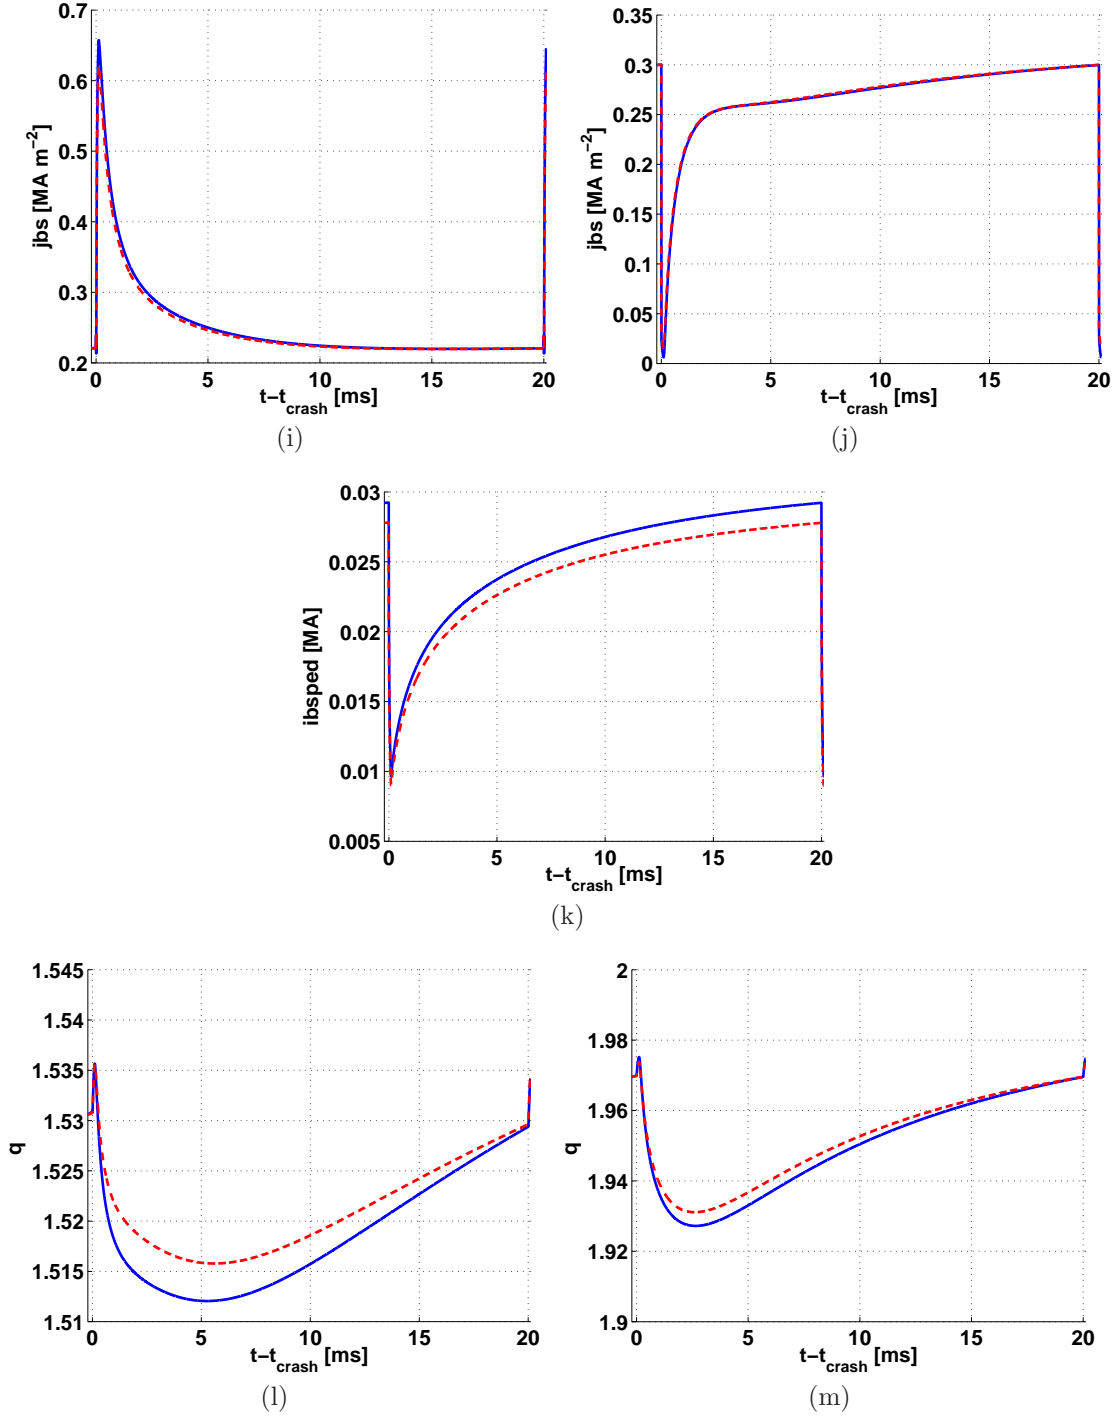 0.7
0.6
0.5
0.4
0.3
0.2
jbs [MA m−2]
0 5 10 15 20
t−tcrash [ms]
(i)
0.35
0.3
0.25
0.2
0.15
0.1
0.05
0
jbs [MA m−2]
0 5 10 15 20
t−tcrash [ms]
(j)
0.03
0.025
0.02
0.015
0.01
0.005
ibsped [MA]
0 5 10 15 20
t−tcrash [ms]
(k)
1.545
1.54
1.535
1.53
1.525
1.52
1.515
1.51
q
0 5 10 15 20
t−tcrash [ms]
(l)
2
1.98
1.96
1.94
1.92
1.9
q
0 5 10 15 20
t−tcrash [ms]
(m)